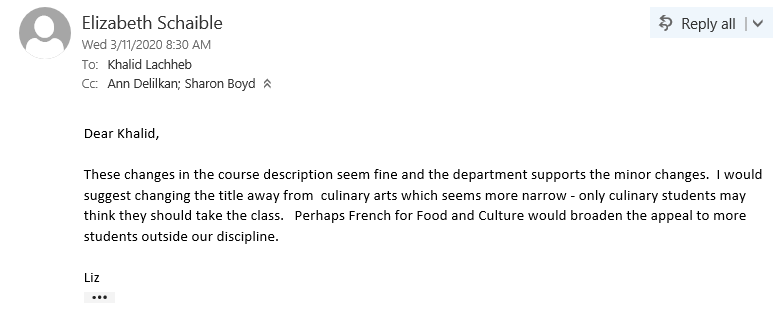 Elizabeth Schaible
Reply all
Wed 3/11/2020 8:30 AM
To: Khalid Lachheb
Cc: Ann Delilkan; Sharon Boyd
Dear Khalid,
These changes in the course description seem fine and the department supports the minor changes.  I would
suggest changing the title away from  culinary arts which seems more narrow - only culinary students may
think they should take the class.   Perhaps French for Food and Culture would broaden the appeal to more
students outside our discipline.
Liz
•••